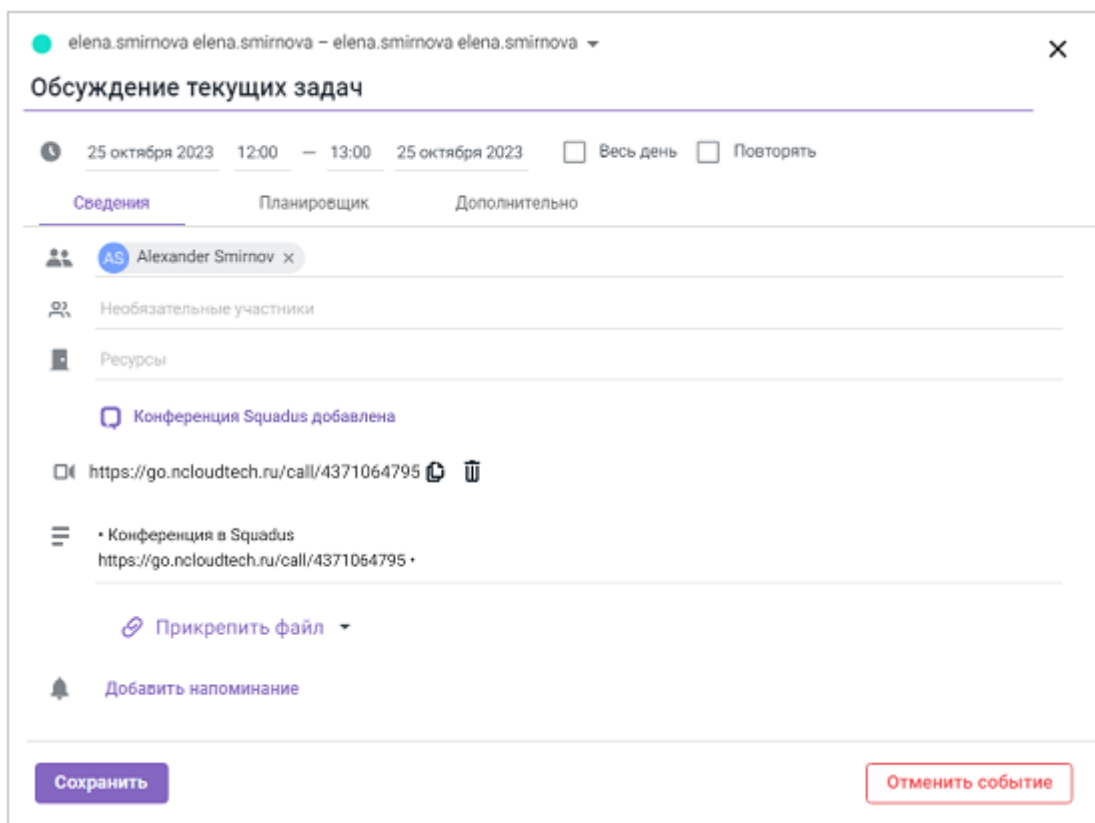 elena.smirnova elena.smirnova – elena.smirnova elena.smirnova
Обсуждение текущих задач
25 октября 2023 12:00 — 13:00 25 октября 2023 Весь день Повторять
Сведения Планировщик Дополнительно
AS Alexander Smirnov
Необязательные участники
Ресурсы
Конференция Squadus добавлена
https://go.ncloudtech.ru/call/4371064795
• Конференция в Squadus
https://go.ncloudtech.ru/call/4371064795 •
Прикрепить файл
Добавить напоминание
Сохранить Отменить событие